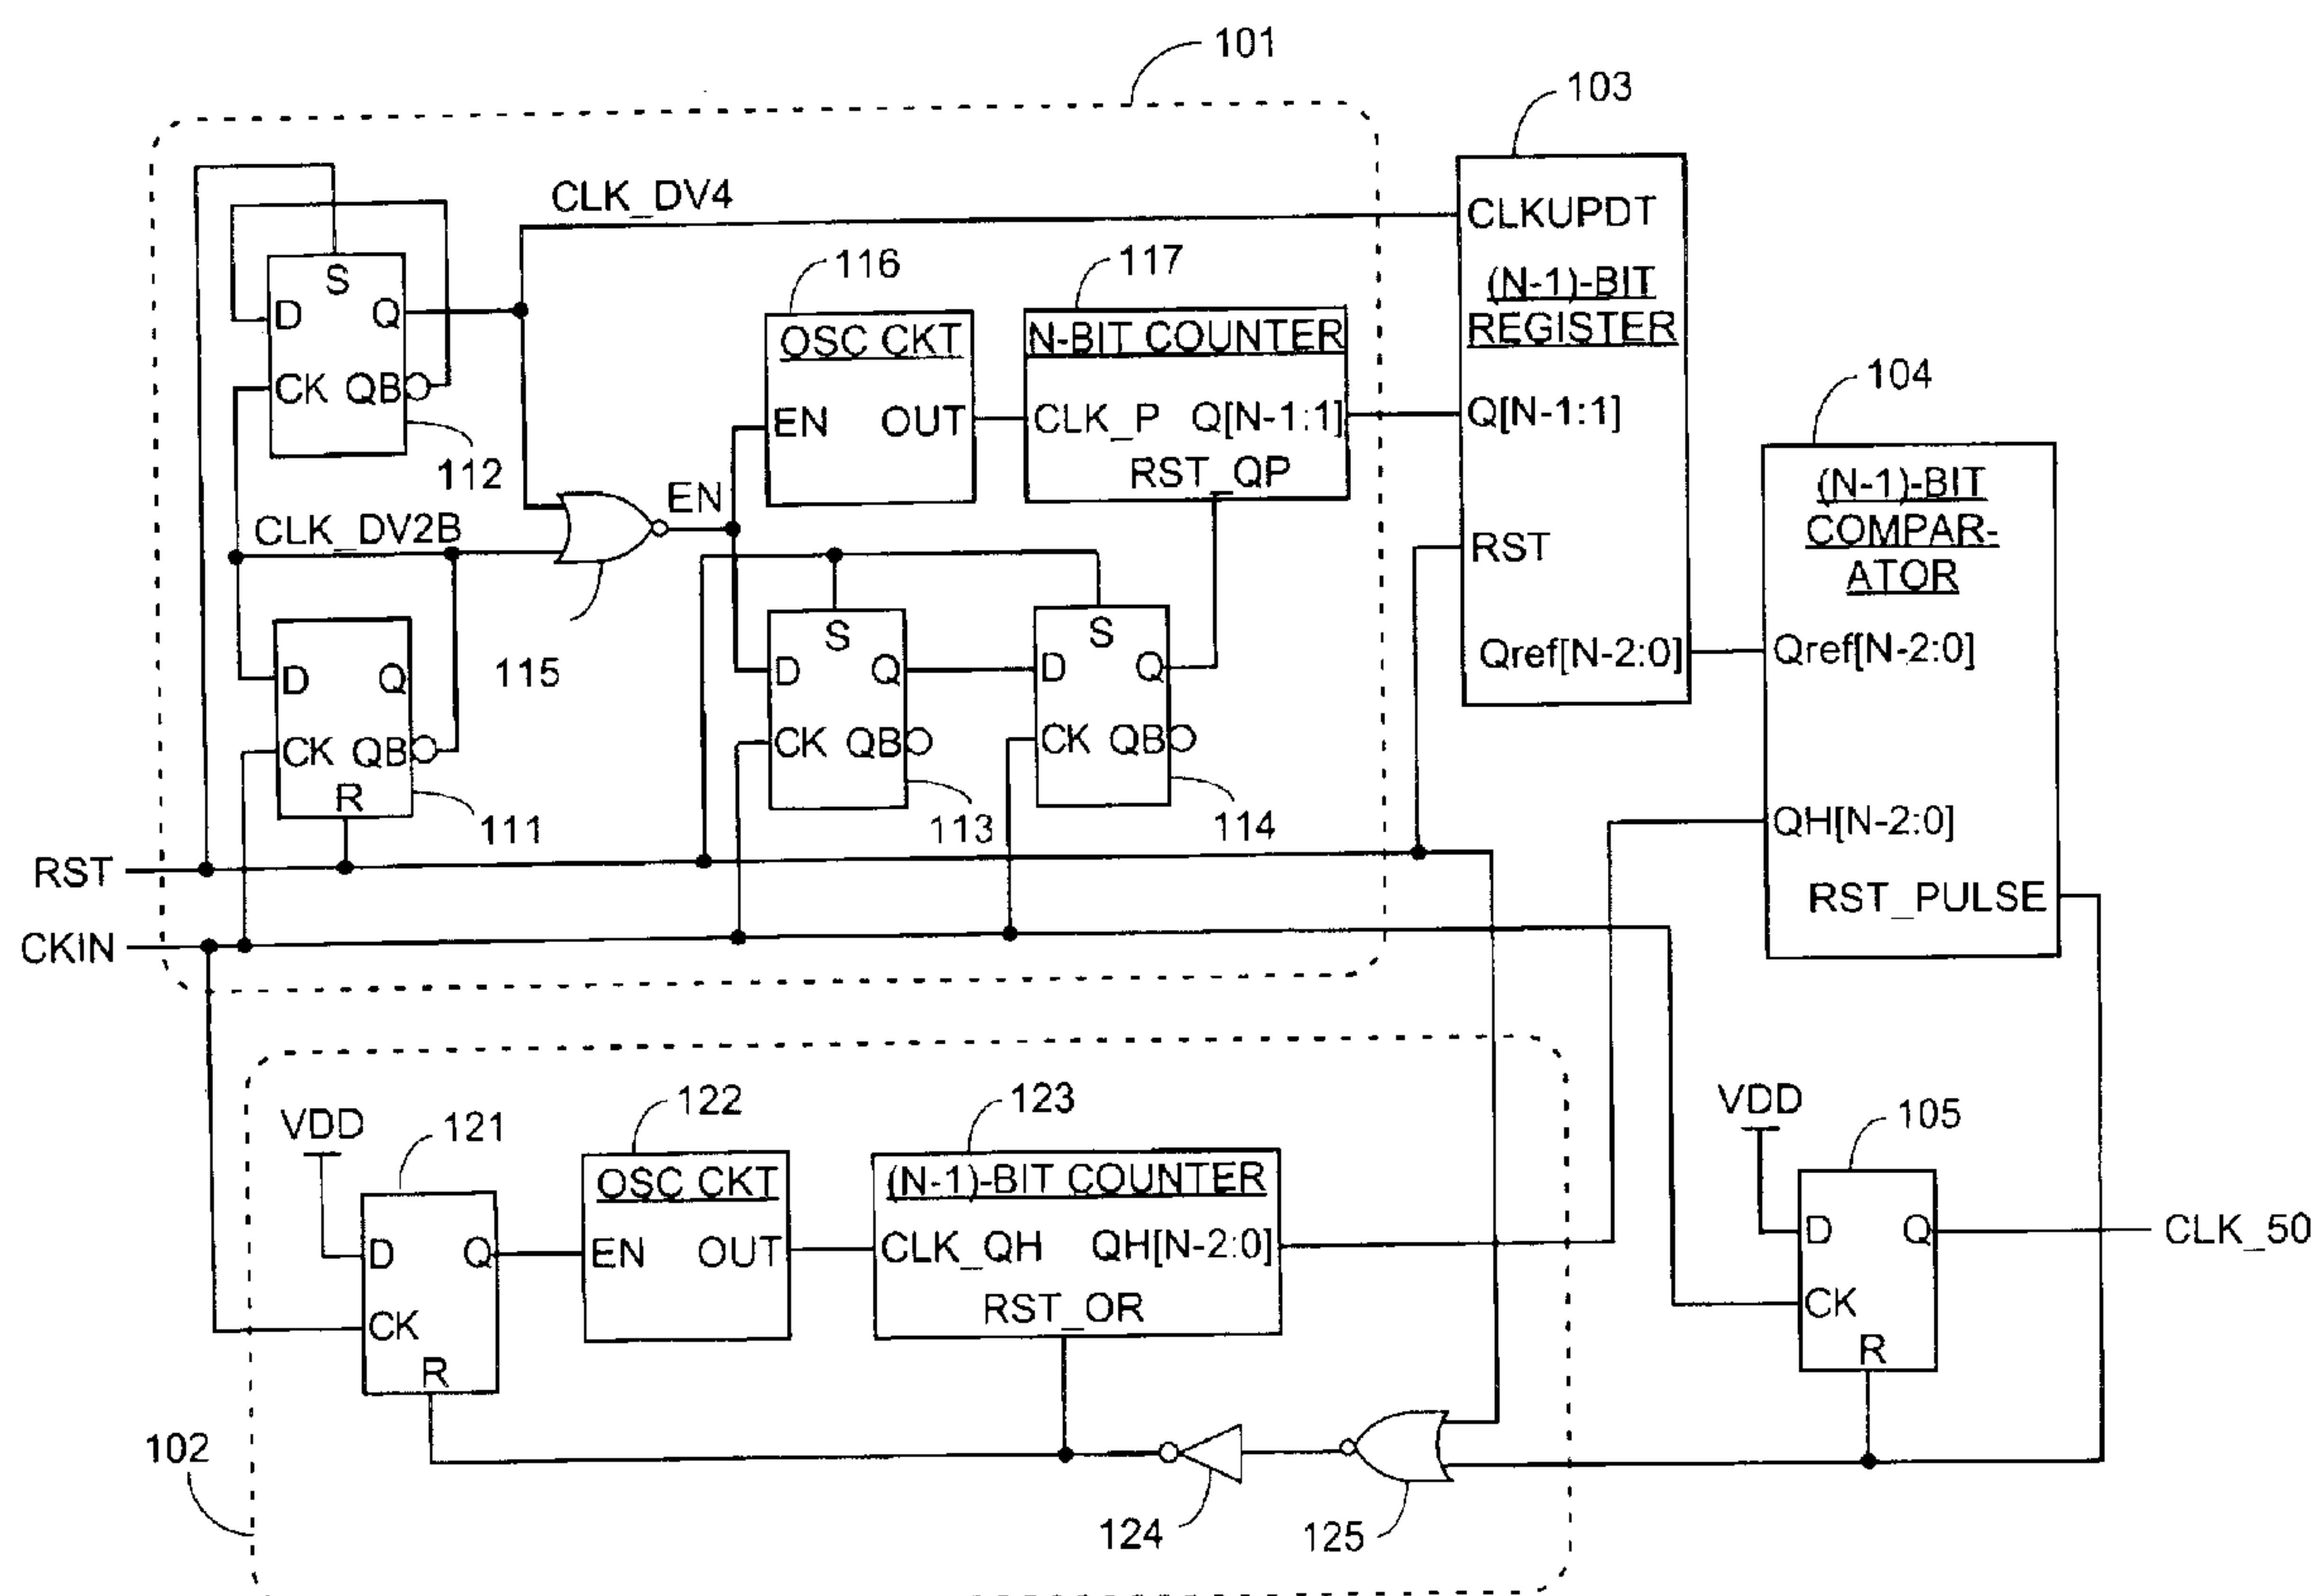 101
103
CLK_DV4
CLKUPDT
(N-1)-BIT
REGISTER
Q[N-1:1]
RST
Qref[N-2:0]
S
D
Q
CK
QB
112
116
OSC CKT
EN
OUT
117
N-BIT COUNTER
CLK_P
Q[N-1:1]
RST_QP
104
(N-1)-BIT
COMPAR-
ATOR
Qref[N-2:0]
QH[N-2:0]
RST_PULSE
CLK_DV2B
EN
115
D
Q
CK
QB
R
111
S
D
Q
CK
QB
113
S
D
Q
CK
QB
114
RST
CKIN
VDD
121
D
Q
CK
R
122
OSC CKT
EN
OUT
123
(N-1)-BIT COUNTER
CLK_QH
QH[N-2:0]
RST_OR
VDD
105
D
Q
CK
R
CLK_50
102
124
125